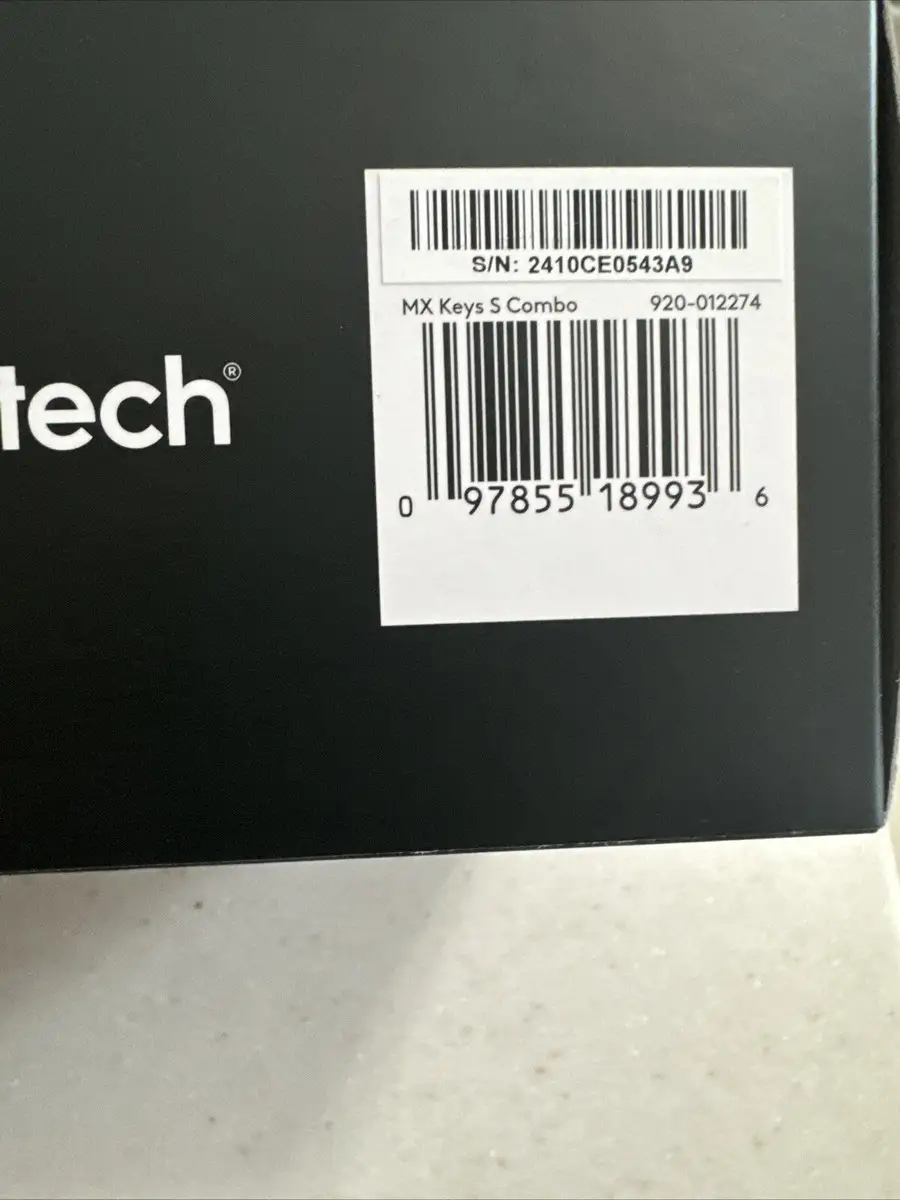 S/N: 2410CE0543A9
MX Keys S Combo 920-012274
tech®
0 97855 18993 6